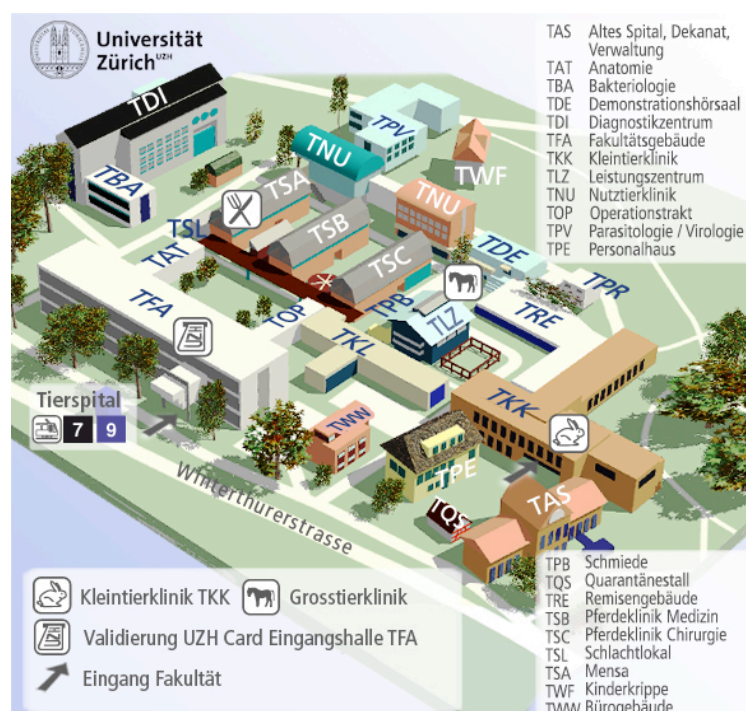 Universität
Zürich UZH
TAS Altes Spital, Dekanat,
Verwaltung
TAT Anatomie
TBA Bakteriologie
TDE Demonstrationshörsaal
TDI Diagnostikzentrum
TFA Fakultätsgebäude
TKK Kleintierklinik
TLZ Leistungszentrum
TNU Nutztierklinik
TOP Operationstrakt
TPV Parasitologie / Virologie
TPE Personalhaus
TDI
TPV
TNU
TWF
TBA
TSA
TNU
TSL
TSB
TAT
TSC
TDE
TPR
TFA
TPB
TRE
TOP
TLZ
TKL
Tierspital
7 9
TKK
TWW
TPE
TAS
TQS
Winterthurerstrasse
Kleintierklinik TKK
Grosstierklinik
Validierung UZH Card Eingangshalle TFA
Eingang Fakultät
TPB Schmiede
TQS Quarantänestall
TRE Remisengebäude
TSB Pferdeklinik Medizin
TSC Pferdeklinik Chirurgie
TSL Schlachtlokal
TSA Mensa
TWF Kinderkrippe
TWW Bürogebäude